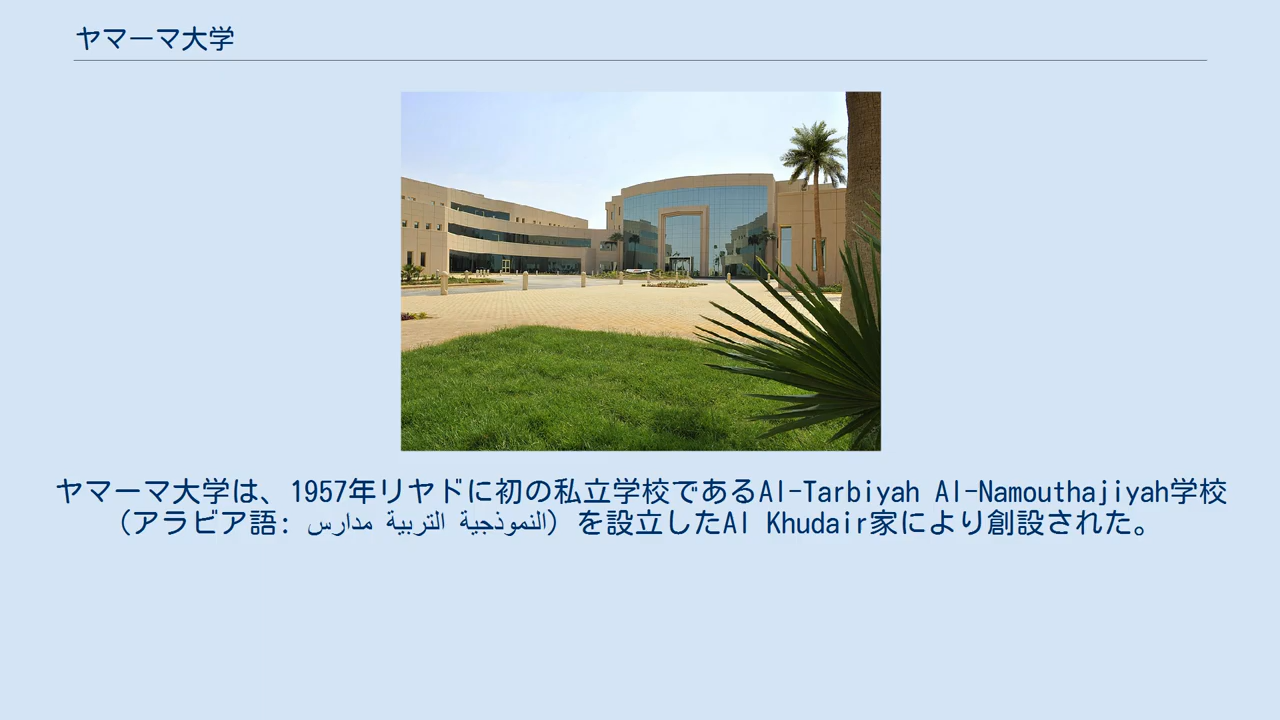 ヤマーマ大学
ヤマーマ大学は、1957年リヤドに初の私立学校であるAl-Tarbiyah Al-Namouthajiyah学校
（アラビア語: مدارس التربية النموذجية）を設立したAl Khudair家により創設された。